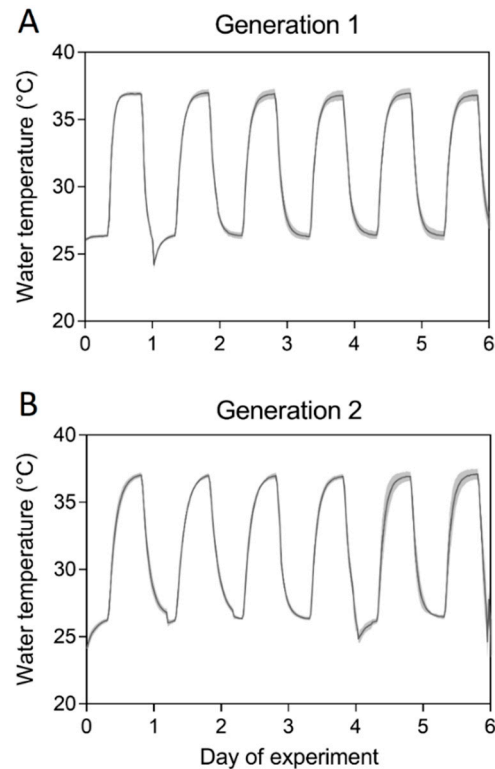 A
Generation 1
Water temperature (°C)
40
35
30
25
20
0 1 2 3 4 5 6
B
Generation 2
Water temperature (°C)
40
35
30
25
20
0 1 2 3 4 5 6
Day of experiment